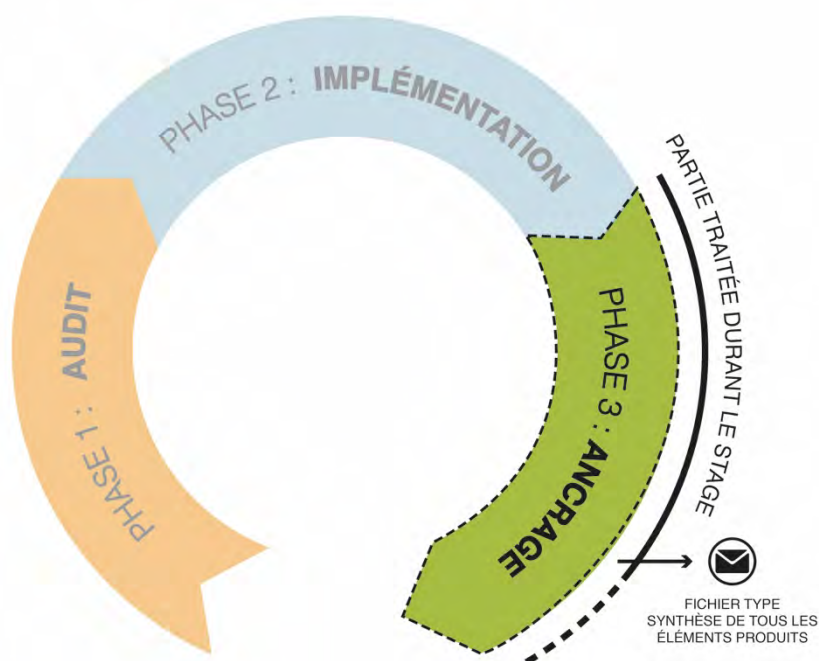 PHASE 1 : AUDIT
PHASE 2 : IMPLÉMENTATION
PHASE 3 : ANCRAGE
PARTIE TRAITÉE DURANT LE STAGE
FICHIER TYPE
SYNTHÈSE DE TOUS LES
ÉLÉMENTS PRODUITS